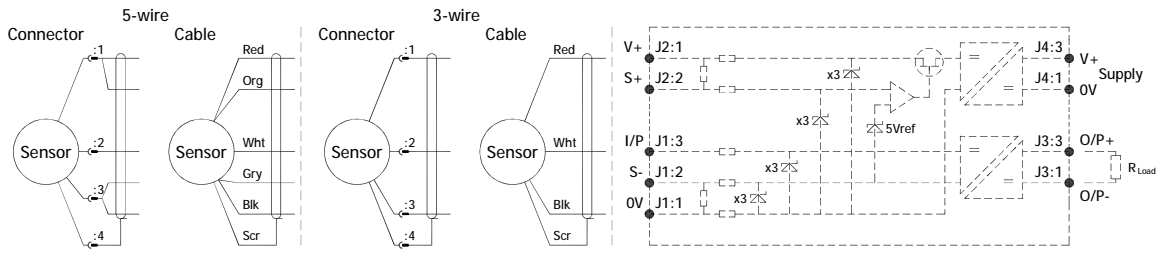 5-wire
Connector
Cable
:1
:2
:3
:4
Sensor
Sensor
Red
Org
Wht
Gry
Blk
Scr
3-wire
Connector
Cable
:1
:2
:3
:4
Sensor
Sensor
Red
Wht
Blk
Scr
V+ J2:1
S+ J2:2
I/P J1:3
S- J1:2
0V J1:1
x3
x3
x3
x3
5Vref
J4:3 V+
Supply
J4:1 0V
J3:3 O/P+
RLoad
J3:1 O/P-